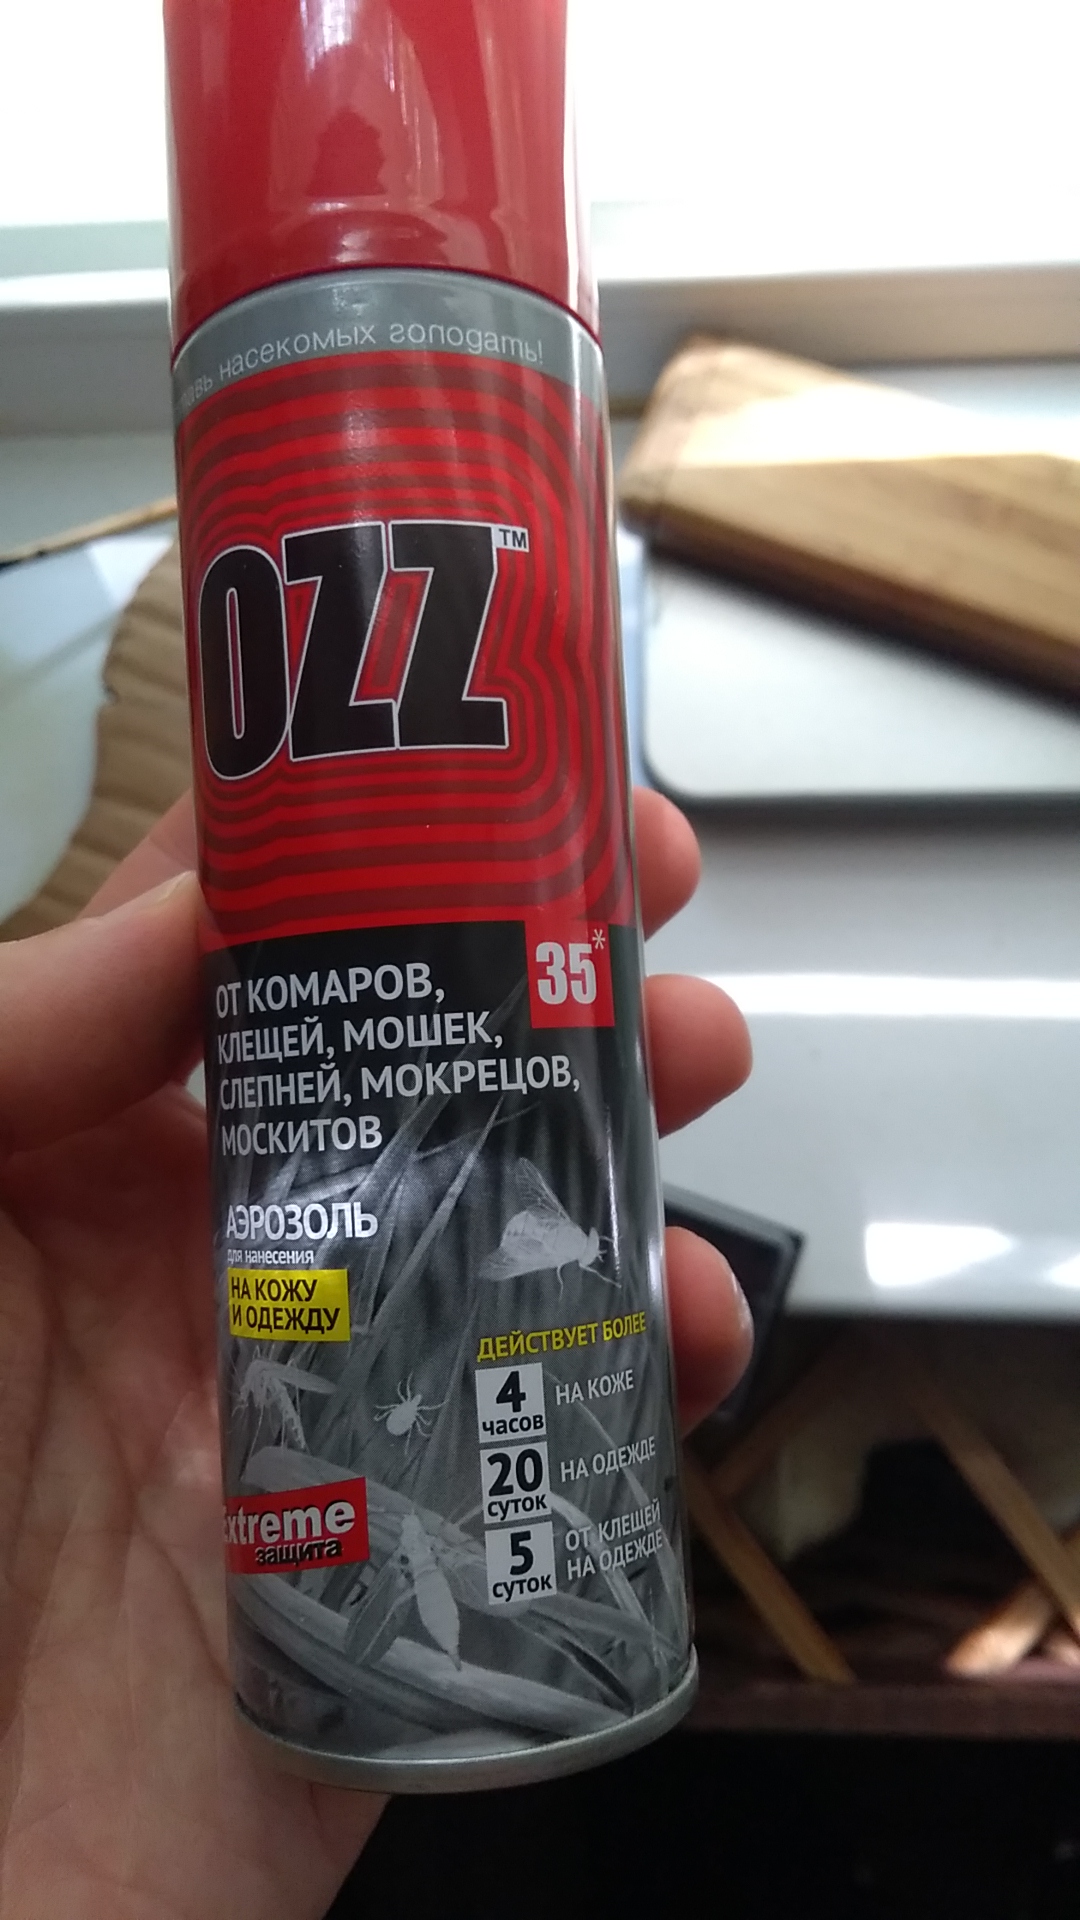 насекомых голодать!
OZZ™
35*
ОТ КОМАРОВ,
КЛЕЩЕЙ, МОШЕК,
СЛЕПНЕЙ, МОКРЕЦОВ,
МОСКИТОВ
АЭРОЗОЛЬ
для нанесения
НА КОЖУ
И ОДЕЖДУ
ДЕЙСТВУЕТ БОЛЕЕ
4 часов НА КОЖЕ
20 суток НА ОДЕЖДЕ
5 суток ОТ КЛЕЩЕЙ НА ОДЕЖДЕ
Extreme
защита